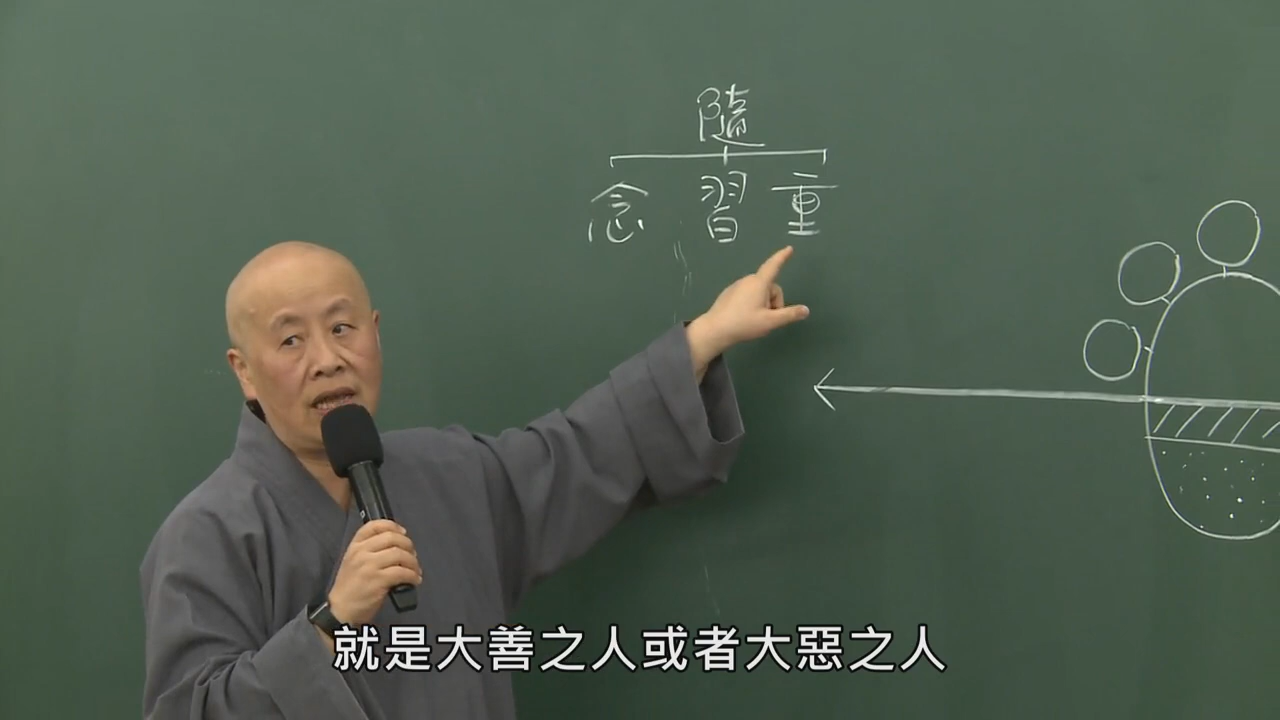 隨
念 習 重
就是大善之人或者大惡之人